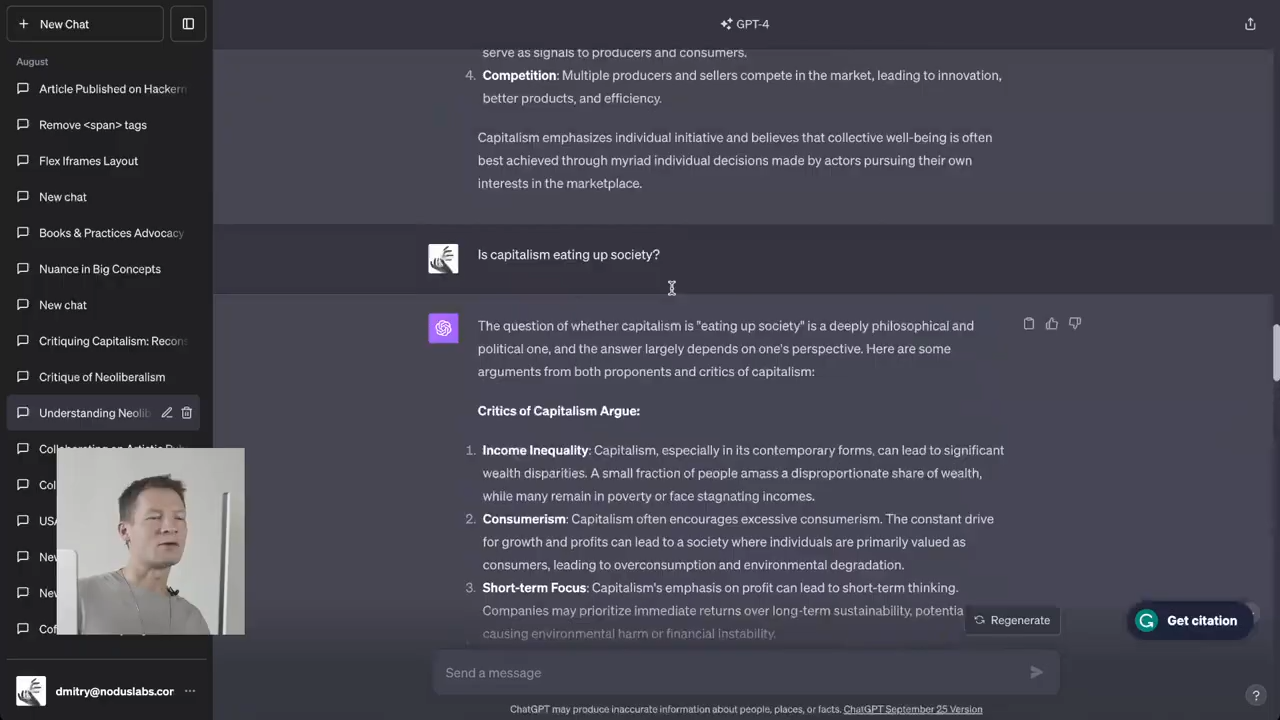 New Chat
August
Article Published on Hackern
Remove <span> tags
Flex Iframes Layout
New chat
Books & Practices Advocacy
Nuance in Big Concepts
New chat
Critiquing Capitalism: Recons
Critique of Neoliberalism
Understanding Neolib
Collaborating on Artistic Pub
Col
USA
New
New
Cof
dmitry@noduslabs.cor
GPT-4
serve as signals to producers and consumers.
4. Competition: Multiple producers and sellers compete in the market, leading to innovation,
better products, and efficiency.
Capitalism emphasizes individual initiative and believes that collective well-being is often
best achieved through myriad individual decisions made by actors pursuing their own
interests in the marketplace.
Is capitalism eating up society?
The question of whether capitalism is "eating up society" is a deeply philosophical and
political one, and the answer largely depends on one's perspective. Here are some
arguments from both proponents and critics of capitalism:
Critics of Capitalism Argue:
1. Income Inequality: Capitalism, especially in its contemporary forms, can lead to significant
wealth disparities. A small fraction of people amass a disproportionate share of wealth,
while many remain in poverty or face stagnating incomes.
2. Consumerism: Capitalism often encourages excessive consumerism. The constant drive
for growth and profits can lead to a society where individuals are primarily valued as
consumers, leading to overconsumption and environmental degradation.
3. Short-term Focus: Capitalism's emphasis on profit can lead to short-term thinking.
Companies may prioritize immediate returns over long-term sustainability, potentia
causing environmental harm or financial instability.
Regenerate
Get citation
Send a message
ChatGPT may produce inaccurate information about people, places, or facts. ChatGPT September 25 Version
?